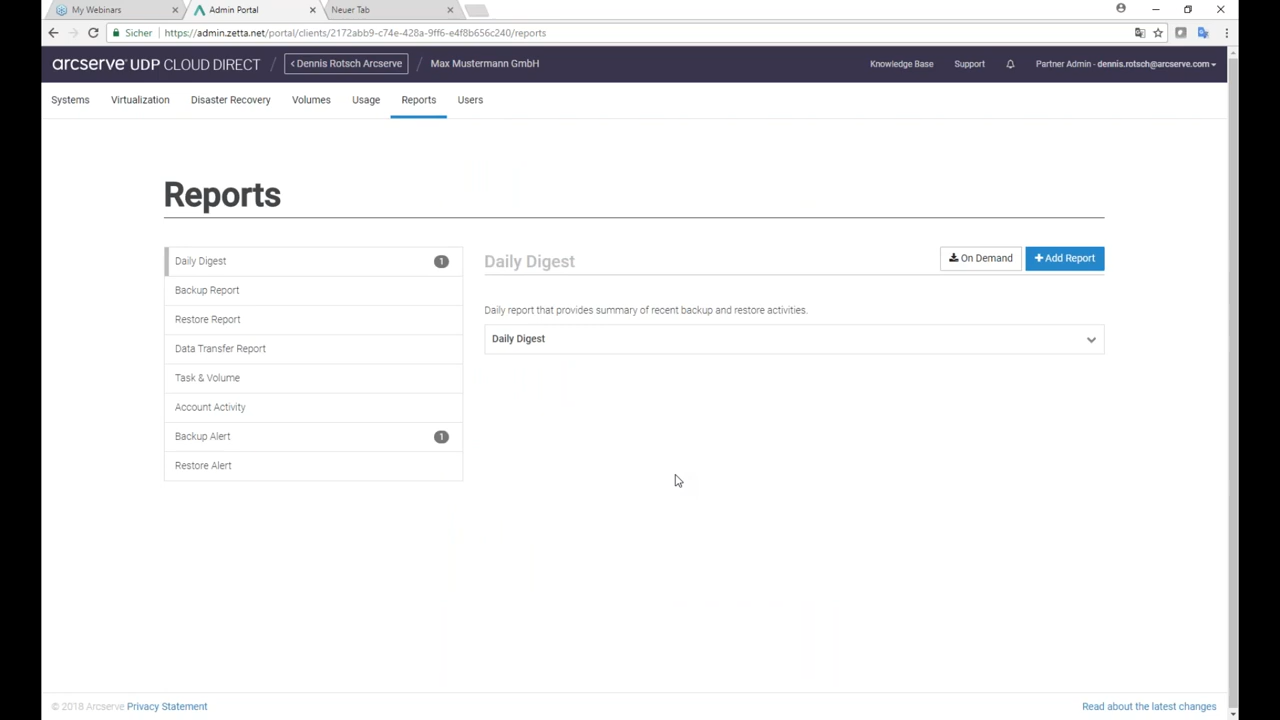 My Webinars
Admin Portal
Neuer Tab
Sicher https://admin.zetta.net/portal/clients/2172abb9-c74e-428a-9ff6-e4f8b656c240/reports
arcserve® UDP CLOUD DIRECT / < Dennis Rotsch Arcserve / Max Mustermann GmbH
Knowledge Base Support Partner Admin - dennis.rotsch@arcserve.com
Systems Virtualization Disaster Recovery Volumes Usage Reports Users
Reports
Daily Digest 1
Backup Report
Restore Report
Data Transfer Report
Task & Volume
Account Activity
Backup Alert 1
Restore Alert
Daily Digest
On Demand
+ Add Report
Daily report that provides summary of recent backup and restore activities.
Daily Digest
© 2018 Arcserve Privacy Statement
Read about the latest changes